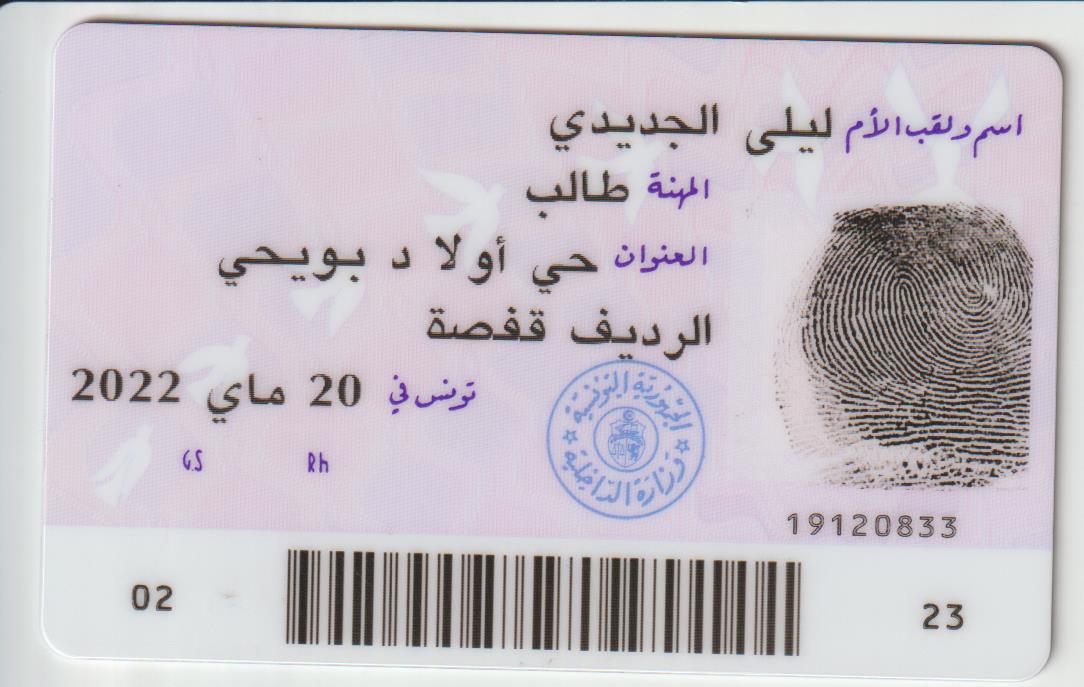 اسم ولقب الأم ليلى الجديدي
المهنة طالب
العنوان حي أولا د بويحي
الرديف قفصة
تونس في 20 ماي 2022
G.S Rh
الجمهورية التونسية
وزارة الداخلية
19120833
02
23